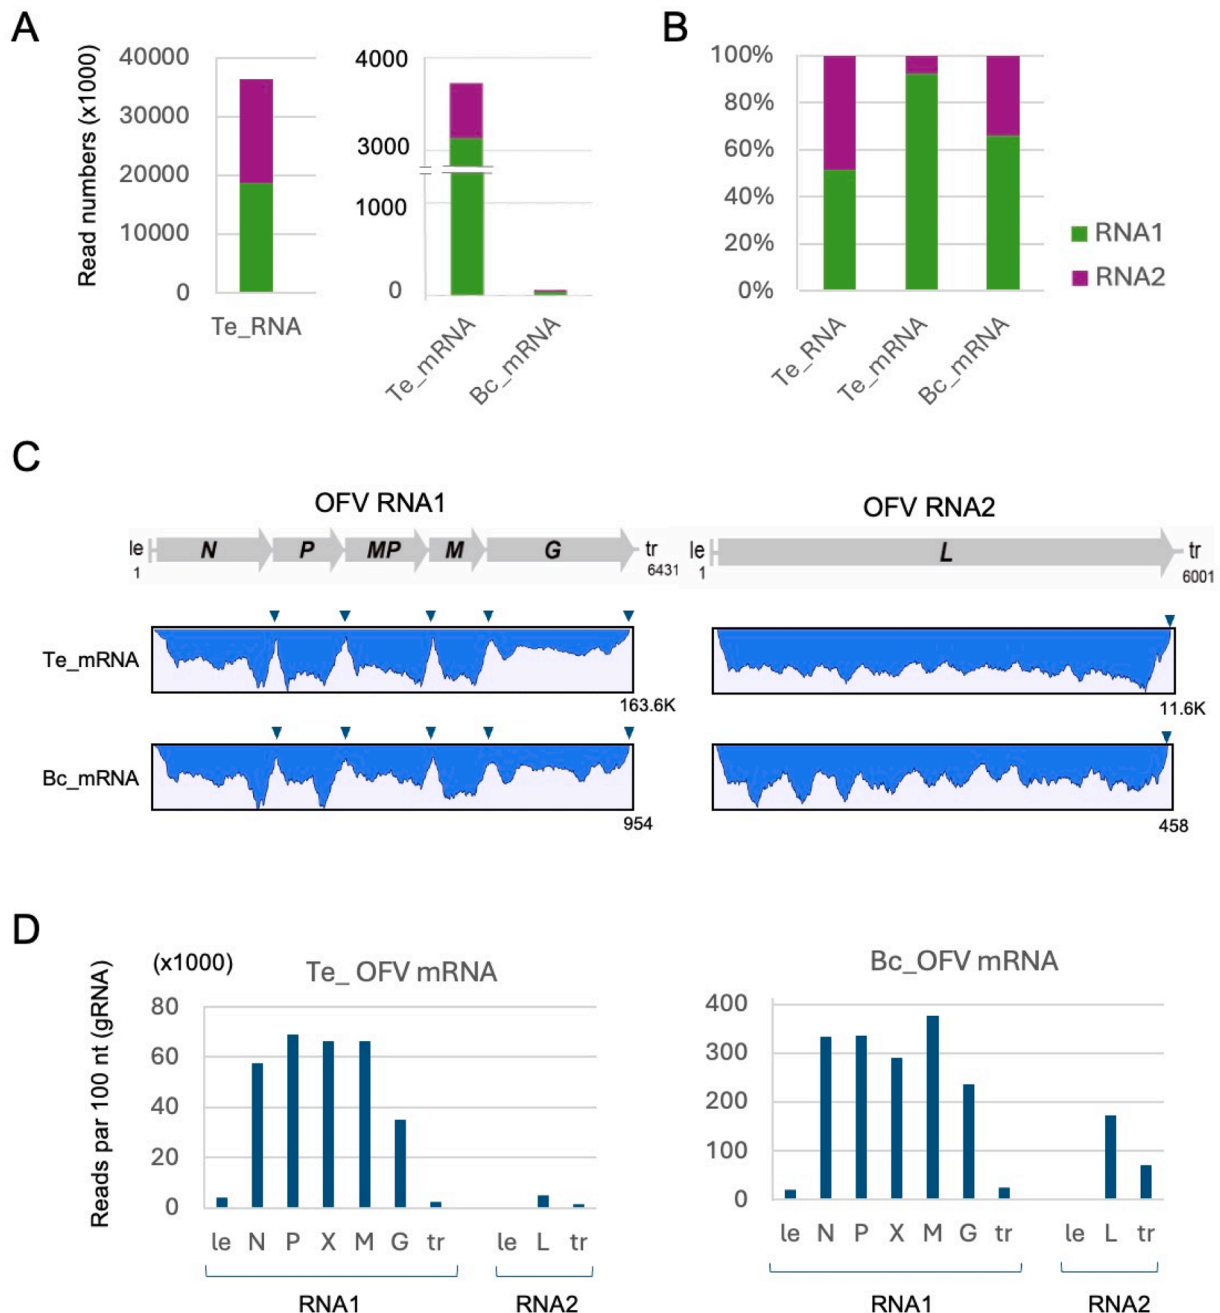 A
Read numbers (x1000)
40000
30000
20000
10000
0
Te_RNA
4000
3000
1000
0
Te_mRNA
Bc_mRNA
B
100%
80%
60%
40%
20%
0%
Te_RNA
Te_mRNA
Bc_mRNA
RNA1
RNA2
C
OFV RNA1
OFV RNA2
le N P MP M G tr
1 6431
le L tr
1 6001
Te_mRNA
163.6K
11.6K
Bc_mRNA
954
458
D
Reads par 100 nt (gRNA)
(x1000)
Te_ OFV mRNA
80
60
40
20
0
le N P X M G tr le L tr
RNA1 RNA2
Bc_OFV mRNA
400
300
200
100
0
le N P X M G tr le L tr
RNA1 RNA2